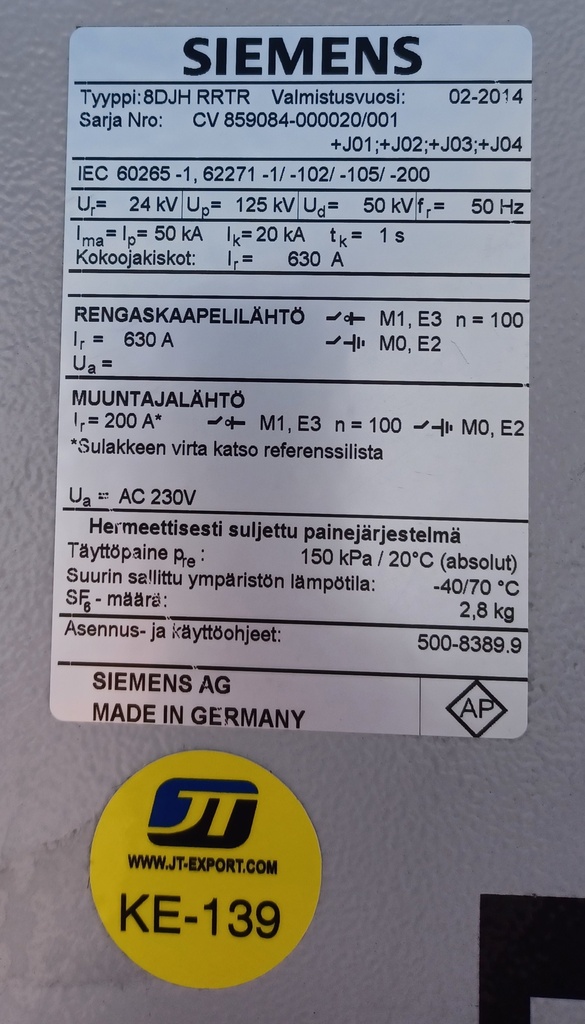 SIEMENS
Tyyppi: 8DJH RRTR Valmistusvuosi: 02-2014
Sarja Nro: CV 859084-000020/001
+J01;+J02;+J03;+J04
IEC 60265 -1, 62271 -1/ -102/ -105/ -200
Ur= 24 kV Up= 125 kV Ud= 50 kV fr= 50 Hz
Ima= Ip= 50 kA Ik= 20 kA tk= 1 s
Kokoojakiskot: Ir= 630 A
RENGASKAAPELILÄHTÖ M1, E3 n = 100
Ir = 630 A M0, E2
Ua =
MUUNTAJALÄHTÖ
Ir= 200 A* M1, E3 n = 100 M0, E2
*Sulakkeen virta katso referenssilista
Ua = AC 230V
Hermeettisesti suljettu painejärjestelmä
Täyttöpaine pre : 150 kPa / 20°C (absolut)
Suurin sallittu ympäristön lämpötila: -40/70 °C
SF6 - määrä: 2,8 kg
Asennus- ja käyttöohjeet: 500-8389.9
SIEMENS AG
MADE IN GERMANY
AP
JT
WWW.JT-EXPORT.COM
KE-139